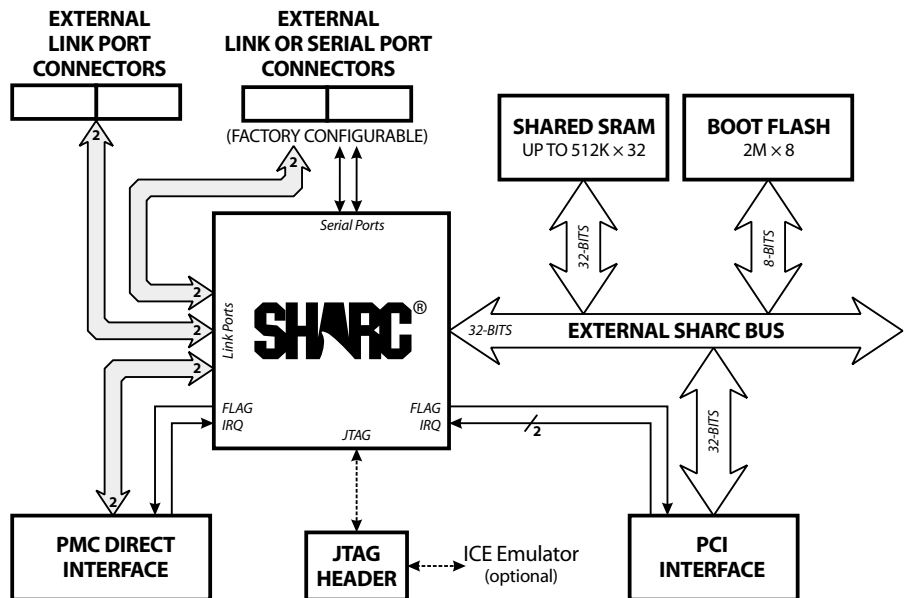 EXTERNAL
LINK PORT
CONNECTORS
EXTERNAL
LINK OR SERIAL PORT
CONNECTORS
(FACTORY CONFIGURABLE)
2
2
SHARED SRAM
UP TO 512K × 32
BOOT FLASH
2M × 8
Serial Ports
32-BITS
8-BITS
2
2
2
Link Ports
SHARC®
32-BITS
EXTERNAL SHARC BUS
FLAG
IRQ
JTAG
FLAG
IRQ
2
32-BITS
2
PMC DIRECT
INTERFACE
JTAG
HEADER
ICE Emulator
(optional)
PCI
INTERFACE